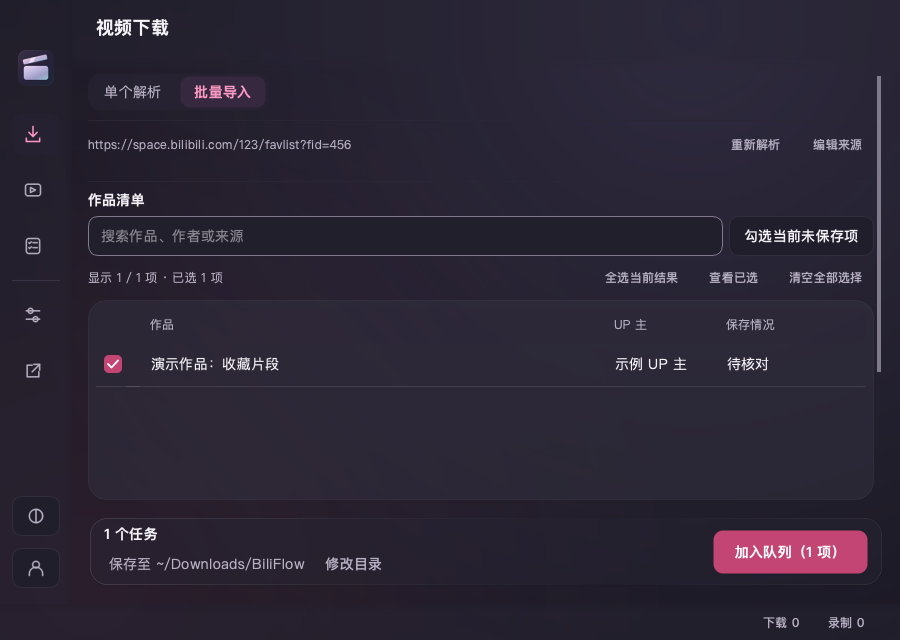 视频下载
单个解析 批量导入
https://space.bilibili.com/123/favlist?fid=456 重新解析 编辑来源
作品清单
搜索作品、作者或来源 勾选当前未保存项
显示 1 / 1 项 · 已选 1 项 全选当前结果 查看已选 清空全部选择
作品 UP 主 保存情况
演示作品：收藏片段 示例 UP 主 待核对
1 个任务
保存至 ~/Downloads/BiliFlow 修改目录
加入队列（1 项）
下载 0 录制 0